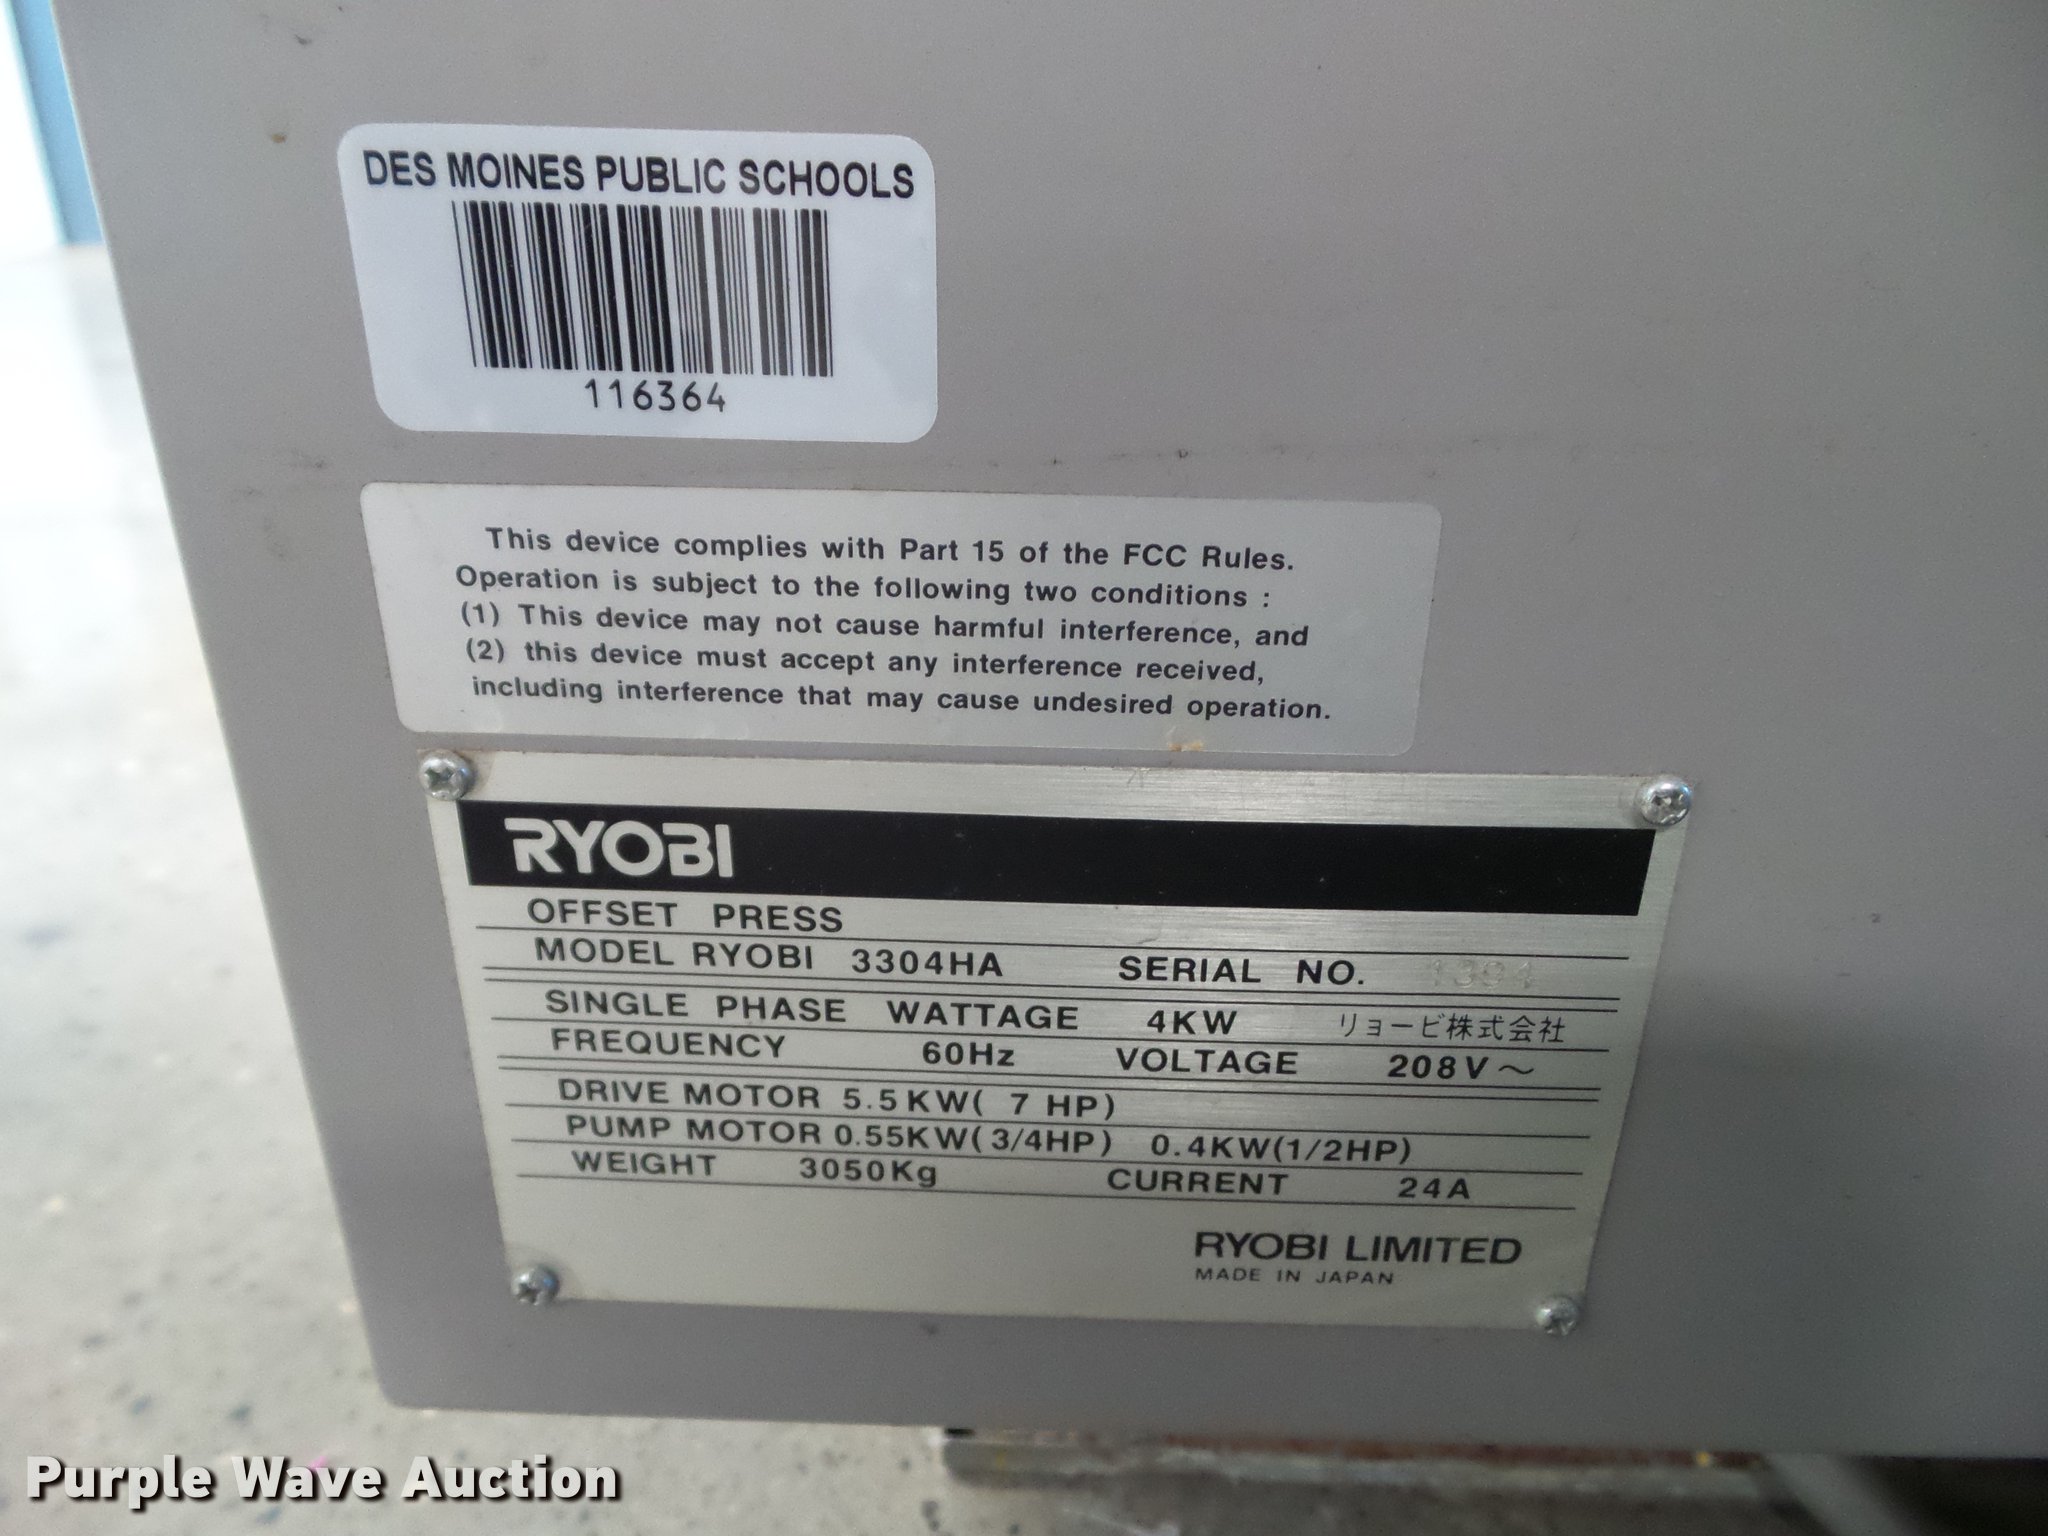 DES MOINES PUBLIC SCHOOLS
116364
This device complies with Part 15 of the FCC Rules.
Operation is subject to the following two conditions :
(1) This device may not cause harmful interference, and
(2) this device must accept any interference received,
including interference that may cause undesired operation.
RYOBI
OFFSET PRESS
MODEL RYOBI 3304HA SERIAL NO.
SINGLE PHASE WATTAGE 4KW リョービ株式会社
FREQUENCY 60Hz VOLTAGE 208V～
DRIVE MOTOR 5.5KW( 7 HP)
PUMP MOTOR 0.55KW(3/4HP) 0.4KW(1/2HP)
WEIGHT 3050Kg CURRENT 24A
RYOBI LIMITED
MADE IN JAPAN
Purple Wave Auction